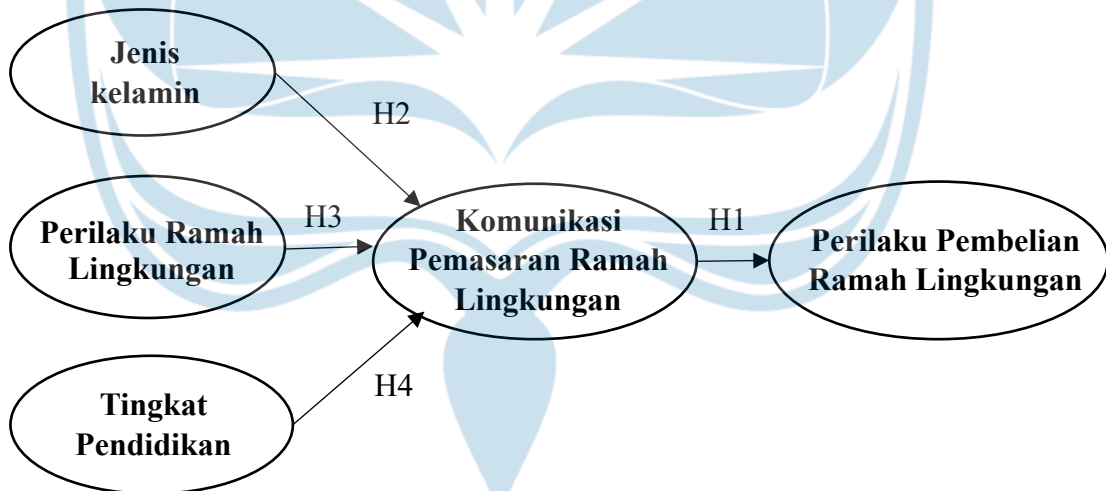 Jenis
kelamin
H2
Perilaku Ramah
Lingkungan
H3
Komunikasi
Pemasaran Ramah
Lingkungan
H1
Perilaku Pembelian
Ramah Lingkungan
H4
Tingkat
Pendidikan